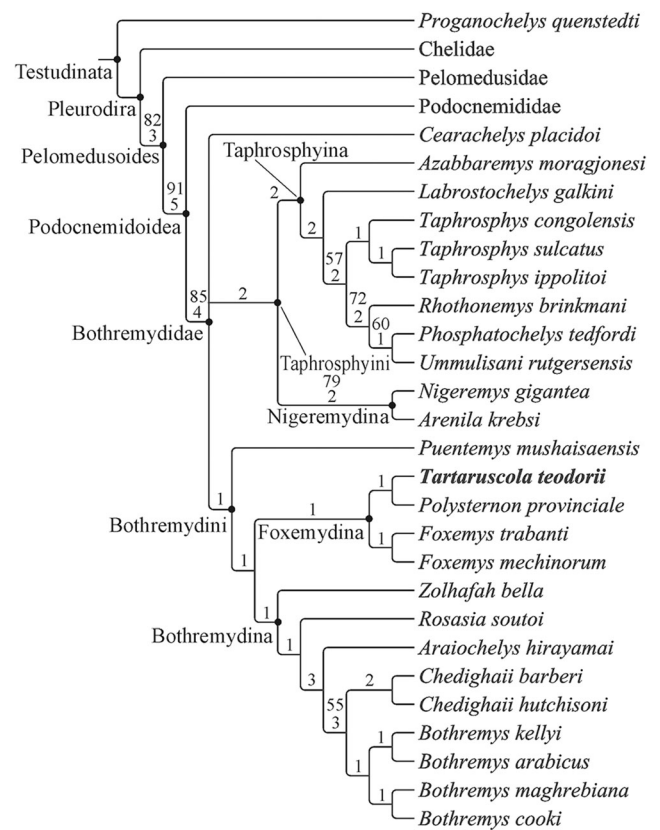 Proganochelys quenstedti
Chelidae
Testudinata
Pelomedusidae
Pleurodira
Podocnemididae
82
3
Cearachelys placidoi
Pelomedusoides
Taphrosphyina
Azabbaremys moragjonesi
91
5
2
Labrostochelys galkini
Podocnemidoidea
2
Taphrosphys congolensis
1
Taphrosphys sulcatus
1
57
2
Taphrosphys ippolitoi
85
4
2
72
2
Rhothonemys brinkmani
Bothremydidae
60
1
Phosphatochelys tedfordi
Taphrosphyini
Ummulisani rutgersensis
79
2
Nigeremys gigantea
Nigeremydina
Arenila krebsi
Puentemys mushaisaensis
Tartaruscola teodorii
1
1
Polysternon provinciale
1
Bothremydini
Foxemydina
Foxemys trabanti
1
Foxemys mechinorum
1
Zolhafah bella
1
Rosasia soutoi
Bothremydina
1
Araiochelys hirayamai
3
2
Chedighaii barberi
55
3
Chedighaii hutchisoni
Bothremys kellyi
1
Bothremys arabicus
1
Bothremys maghrebiana
1
Bothremys cooki